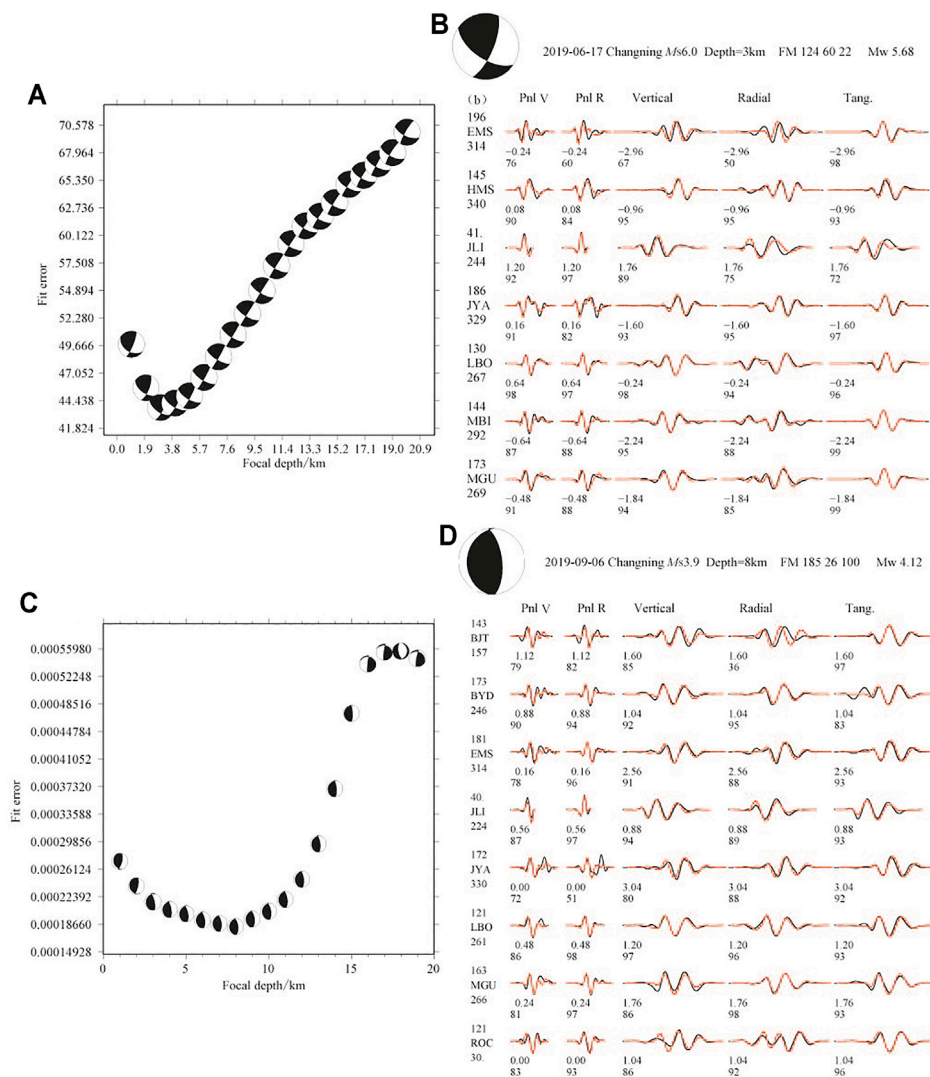 A
70.578
67.964
65.350
62.736
60.122
57.508
54.894
52.280
49.666
47.052
44.438
41.824
Fit error
0.0 1.9 3.8 5.7 7.6 9.5 11.4 13.3 15.2 17.1 19.0 20.9
Focal depth/km
B
2019-06-17 Changning Ms6.0 Depth=3km FM 124 60 22 Mw 5.68
(b) Pnl V Pnl R Vertical Radial Tang.
196
EMS
314
−0.24 −0.24 −2.96 −2.96 −2.96
76 60 67 50 98
145
HMS
340
0.08 0.08 −0.96 −0.96 −0.96
90 84 95 95 93
41.
JLI
244
1.20 1.20 1.76 1.76 1.76
92 97 89 75 72
186
JYA
329
0.16 0.16 −1.60 −1.60 −1.60
91 82 93 95 97
130
LBO
267
0.64 0.64 −0.24 −0.24 −0.24
98 97 98 94 96
144
MBI
292
−0.64 −0.64 −2.24 −2.24 −2.24
87 88 95 88 99
173
MGU
269
−0.48 −0.48 −1.84 −1.84 −1.84
91 88 94 85 99
C
0.00055980
0.00052248
0.00048516
0.00044784
0.00041052
0.00037320
0.00033588
0.00029856
0.00026124
0.00022392
0.00018660
0.00014928
Fit error
0 5 10 15 20
Focal depth/km
D
2019-09-06 Changning Ms3.9 Depth=8km FM 185 26 100 Mw 4.12
Pnl V Pnl R Vertical Radial Tang.
143
BJT
157
1.12 1.12 1.60 1.60 1.60
79 82 85 36 97
173
BYD
246
0.88 0.88 1.04 1.04 1.04
90 94 92 95 83
181
EMS
314
0.16 0.16 2.56 2.56 2.56
78 96 91 88 93
40.
JLI
224
0.56 0.56 0.88 0.88 0.88
87 97 94 89 93
172
JYA
330
0.00 0.00 3.04 3.04 3.04
72 51 80 88 92
121
LBO
261
0.48 0.48 1.20 1.20 1.20
86 98 97 96 93
163
MGU
266
0.24 0.24 1.76 1.76 1.76
81 97 86 98 93
121
ROC
30.
0.00 0.00 1.04 1.04 1.04
83 93 86 92 96